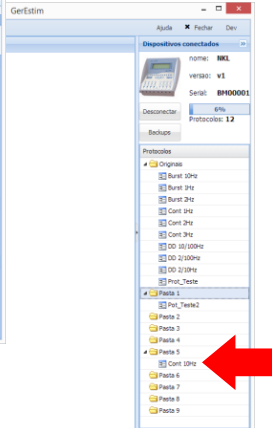 GerEstim
Ajuda ✖ Fechar Dev
Dispositivos conectados »
nome: NKL
versao: v1
Serial: BM00001
Desconectar 6%
Protocolos: 12
Backups
Protocolos
Originais
Burst 10Hz
Burst 1Hz
Burst 2Hz
Cont 1Hz
Cont 2Hz
Cont 3Hz
DD 10/100Hz
DD 2/100Hz
DD 2/10Hz
Prot_Teste
Pasta 1
Pot_Teste2
Pasta 2
Pasta 3
Pasta 4
Pasta 5
Cont 10Hz
Pasta 6
Pasta 7
Pasta 8
Pasta 9